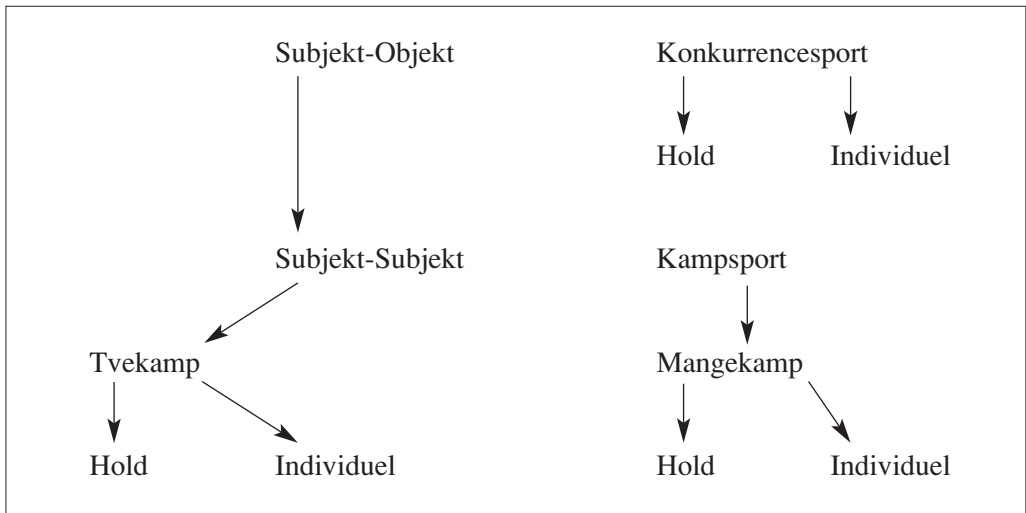 Subjekt-Objekt Konkurrencesport
Hold Individuel
Subjekt-Subjekt Kampsport
Tvekamp Mangekamp
Hold Individuel Hold Individuel